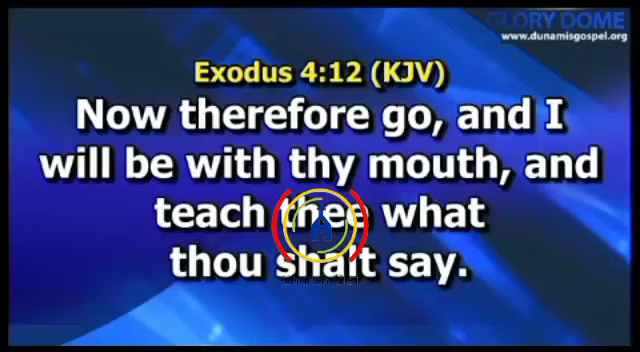 GLORY DOME
www.dunamisgospel.org
Exodus 4:12 (KJV)
Now therefore go, and I
will be with thy mouth, and
teach thee what
thou shalt say.